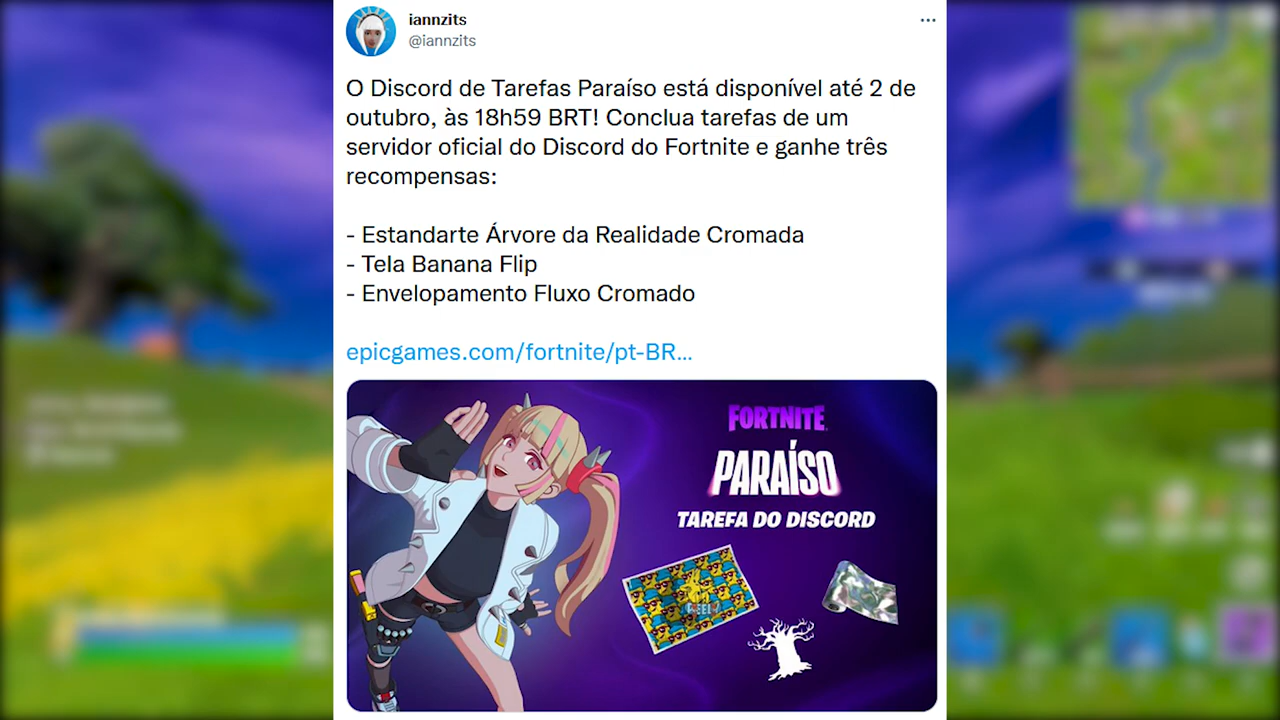 iannzits
@iannzits
O Discord de Tarefas Paraíso está disponível até 2 de
outubro, às 18h59 BRT! Conclua tarefas de um
servidor oficial do Discord do Fortnite e ganhe três
recompensas:
- Estandarte Árvore da Realidade Cromada
- Tela Banana Flip
- Envelopamento Fluxo Cromado
epicgames.com/fortnite/pt-BR...
FORTNITE
PARAÍSO
TAREFA DO DISCORD